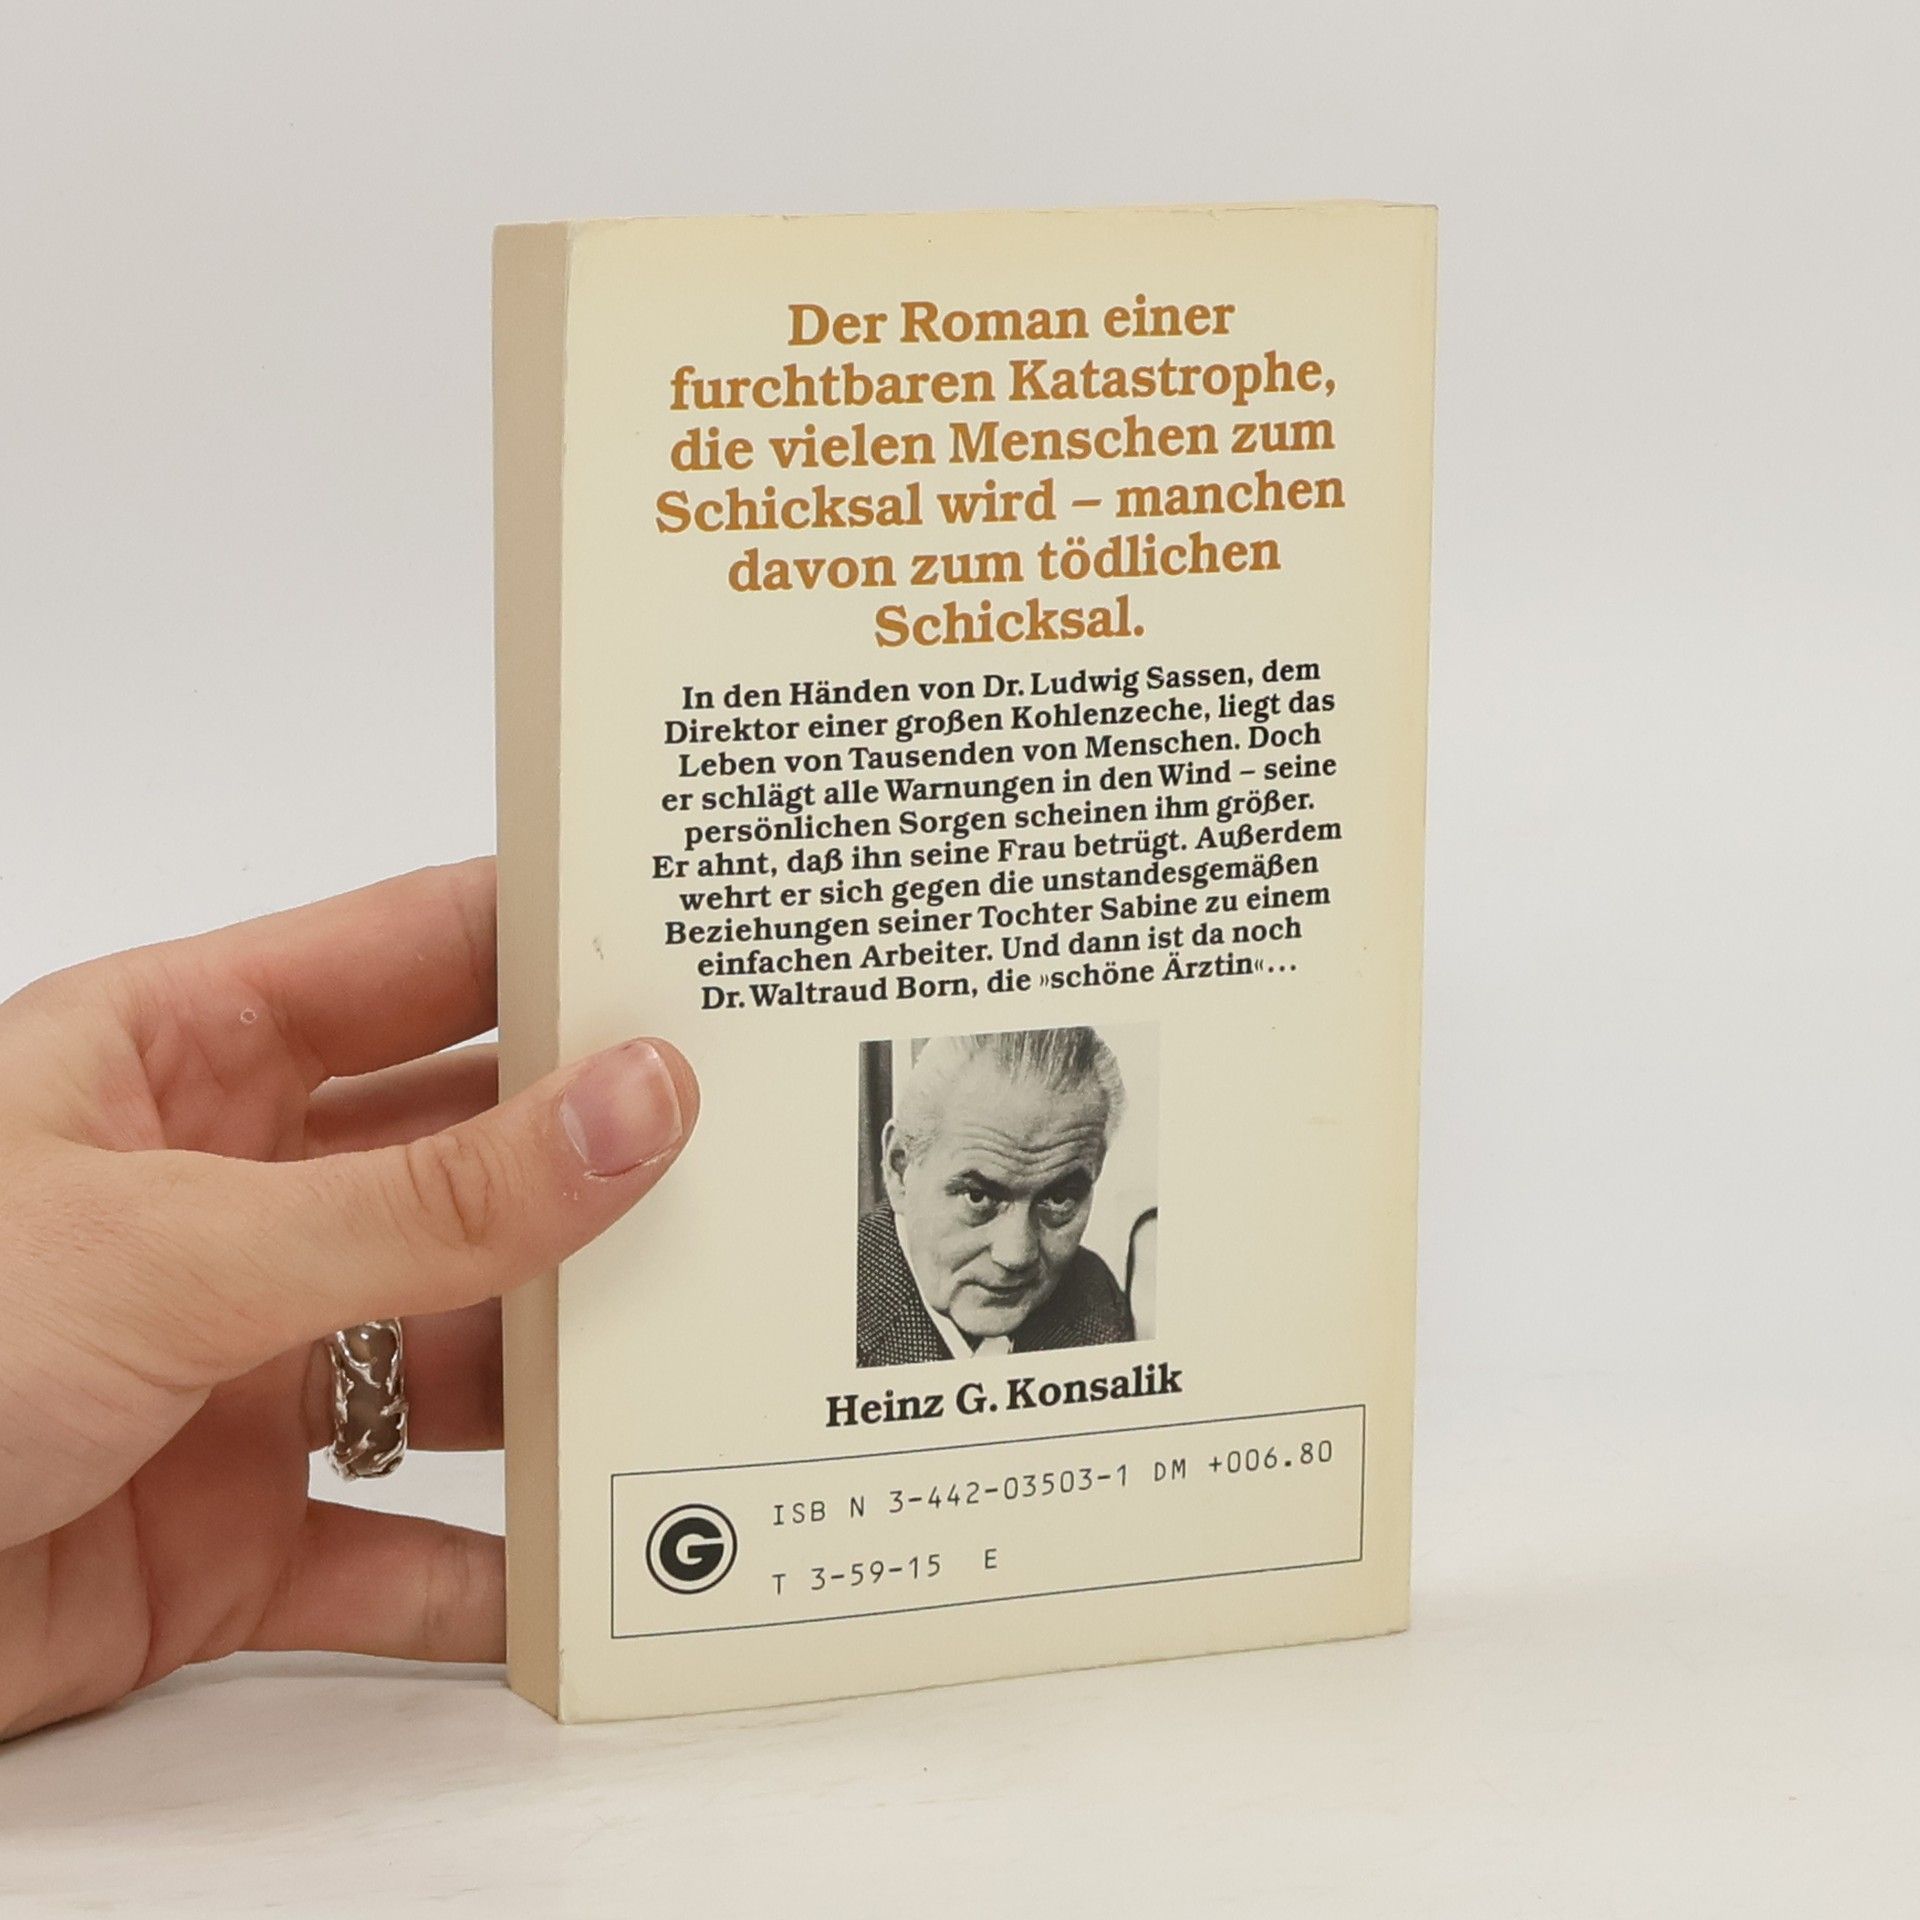 Der Roman einer
furchtbaren Katastrophe,
die vielen Menschen zum
Schicksal wird – manchen
davon zum tödlichen
Schicksal.
In den Händen von Dr. Ludwig Sassen, dem
Direktor einer großen Kohlenzeche, liegt das
Leben von Tausenden von Menschen. Doch
er schlägt alle Warnungen in den Wind – seine
persönlichen Sorgen scheinen ihm größer.
Er ahnt, daß ihn seine Frau betrügt. Außerdem
wehrt er sich gegen die unstandesgemäßen
Beziehungen seiner Tochter Sabine zu einem
einfachen Arbeiter. Und dann ist da noch
Dr. Waltraud Born, die »schöne Ärztin«...
Heinz G. Konsalik
ISB N 3-442-03503-1 DM +006.80
G
T 3-59-15 E